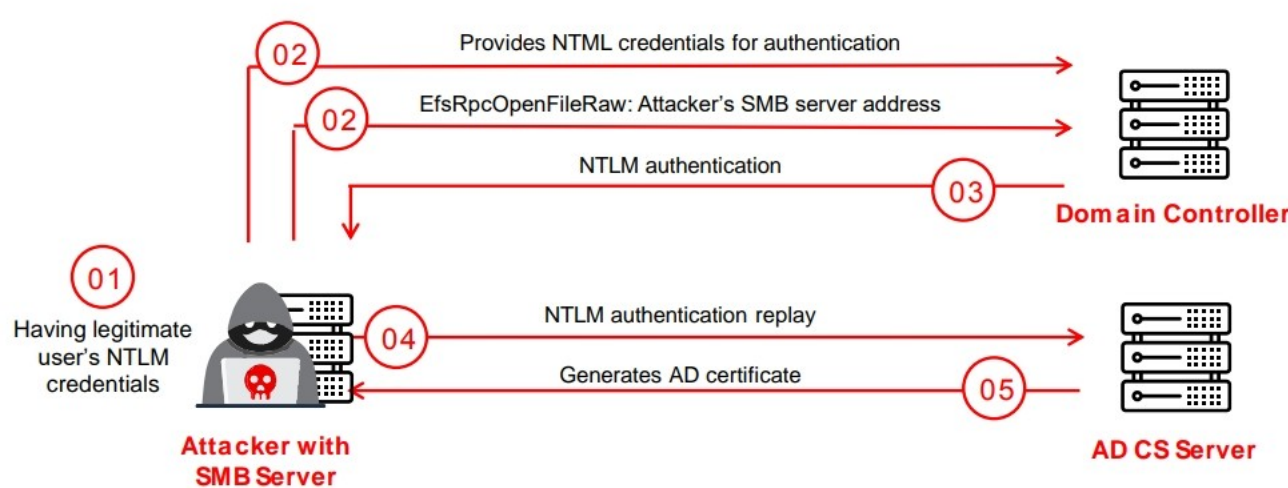 02
Provides NTML credentials for authentication
02
EfsRpcOpenFileRaw: Attacker's SMB server address
NTLM authentication
03
Domain Controller
01
Having legitimate
user's NTLM
credentials
04
NTLM authentication replay
Generates AD certificate
05
Attacker with
SMB Server
AD CS Server